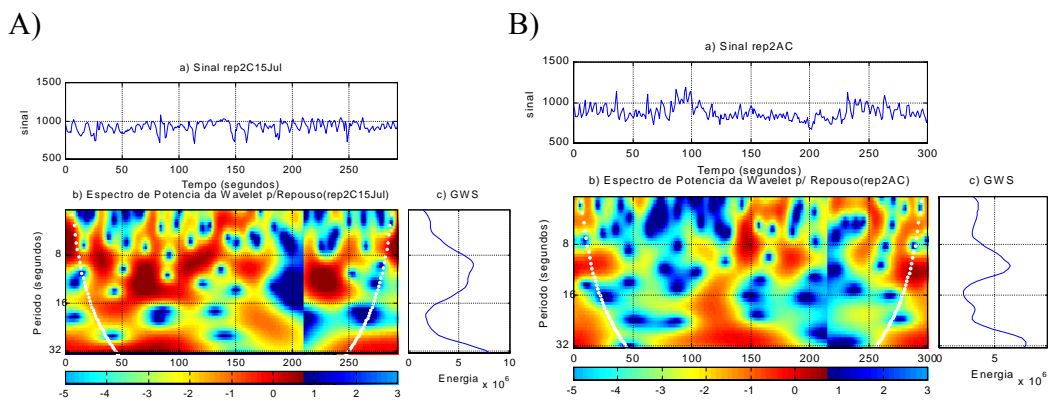 A)
a) Sinal rep2C15Jul
sinal
1500
1000
500
0 50 100 150 200 250
Tempo (segundos)
b) Espectro de Potencia da Wavelet p/Repouso(rep2C15Jul)
c) GWS
Período (segundos)
8
16
32
0 50 100 150 200 250
0 5 10
Energia x 10^6
-5 -4 -3 -2 -1 0 1 2 3
B)
a) Sinal rep2AC
sinal
1500
1000
500
0 50 100 150 200 250 300
Tempo (segundos)
b) Espectro de Potencia da Wavelet p/ Repouso(rep2AC)
c) GWS
Período (segundos)
8
16
32
0 50 100 150 200 250 300
5
Energia x 10^6
-5 -4 -3 -2 -1 0 1 2 3